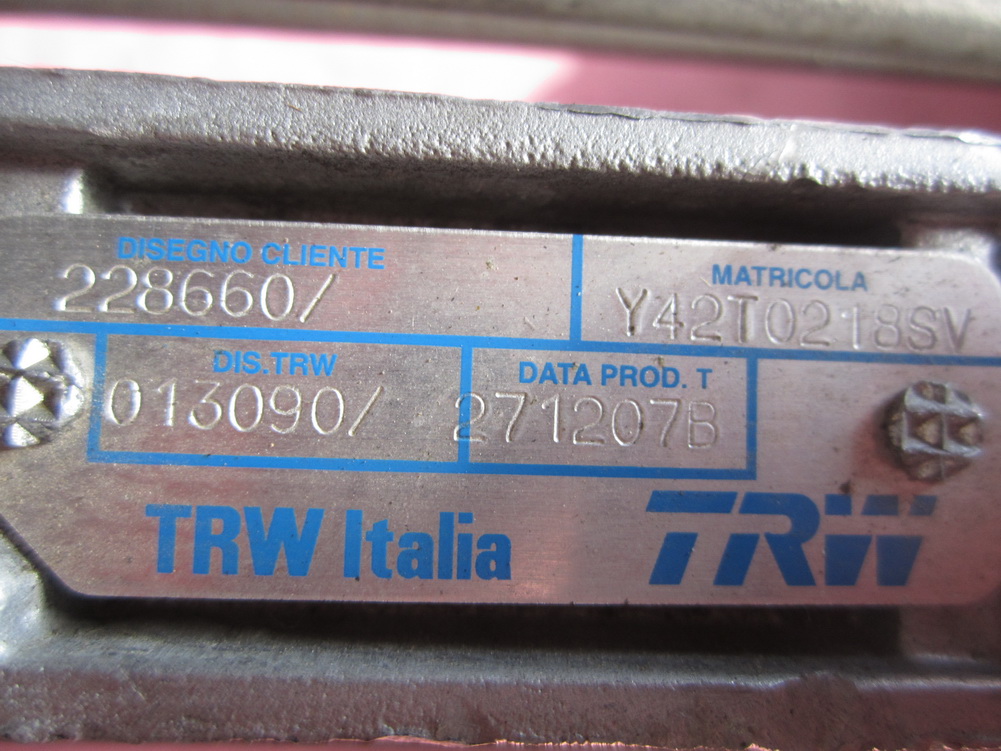 DISEGNO CLIENTE
228660/
MATRICOLA
Y42T0218SV
DIS.TRW
013090/
DATA PROD. T
271207B
TRW Italia
TRW